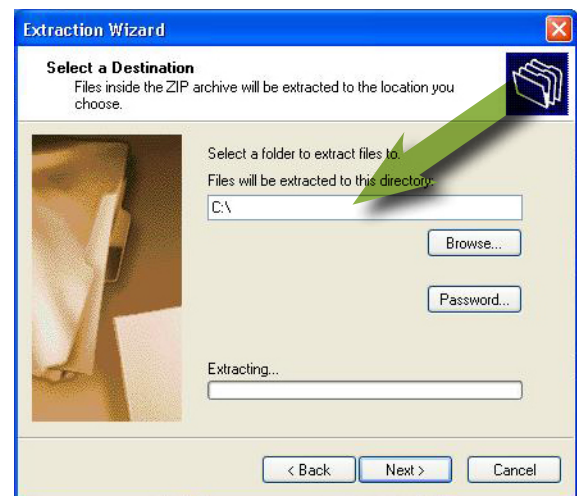 Extraction Wizard
Select a Destination
Files inside the ZIP archive will be extracted to the location you
choose.
Select a folder to extract files to.
Files will be extracted to this directory:
C:\
Browse...
Password...
Extracting...
< Back
Next >
Cancel